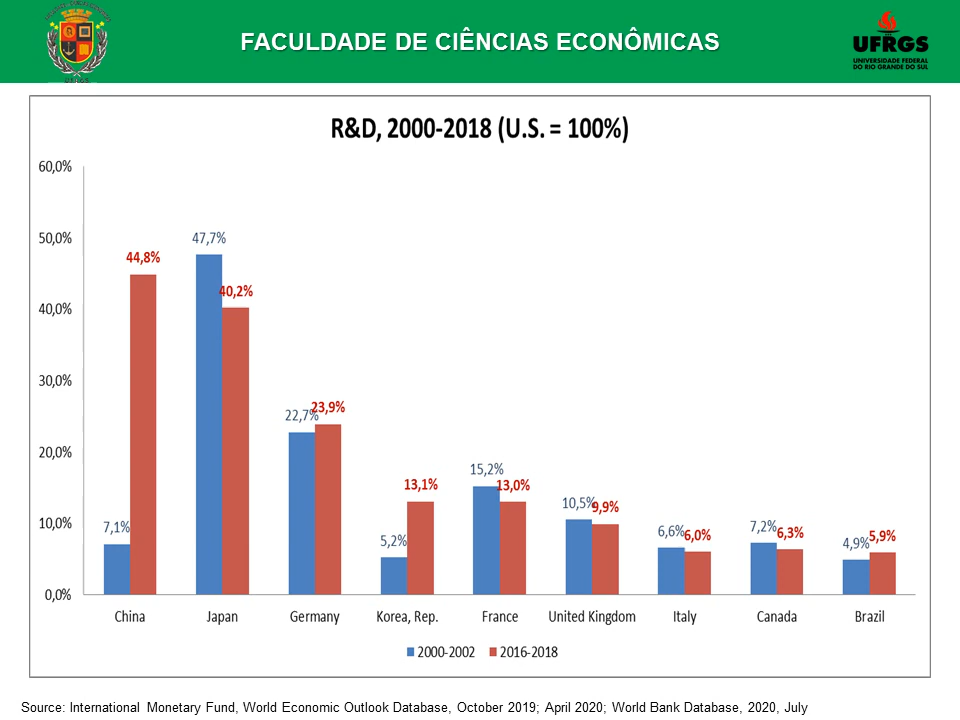 FACULDADE DE CIÊNCIAS ECONÔMICAS
UFRGS
UFRGS
UNIVERSIDADE FEDERAL
DO RIO GRANDE DO SUL
R&D, 2000-2018 (U.S. = 100%)
60,0%
50,0%
40,0%
30,0%
20,0%
10,0%
0,0%
7,1%
44,8%
47,7%
40,2%
22,7%
23,9%
5,2%
13,1%
15,2%
13,0%
10,5%
9,9%
6,6%
6,0%
7,2%
6,3%
4,9%
5,9%
China
Japan
Germany
Korea, Rep.
France
United Kingdom
Italy
Canada
Brazil
2000-2002
2016-2018
Source: International Monetary Fund, World Economic Outlook Database, October 2019; April 2020; World Bank Database, 2020, July